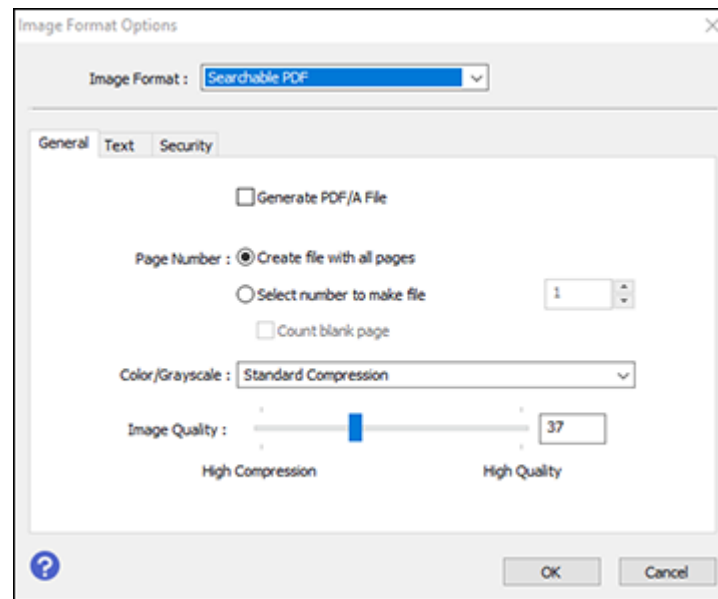 Image Format Options
Image Format : Searchable PDF
General Text Security
Generate PDF/A File
Page Number : Create file with all pages
Select number to make file 1
Count blank page
Color/Grayscale : Standard Compression
Image Quality : 37
High Compression High Quality
? OK Cancel